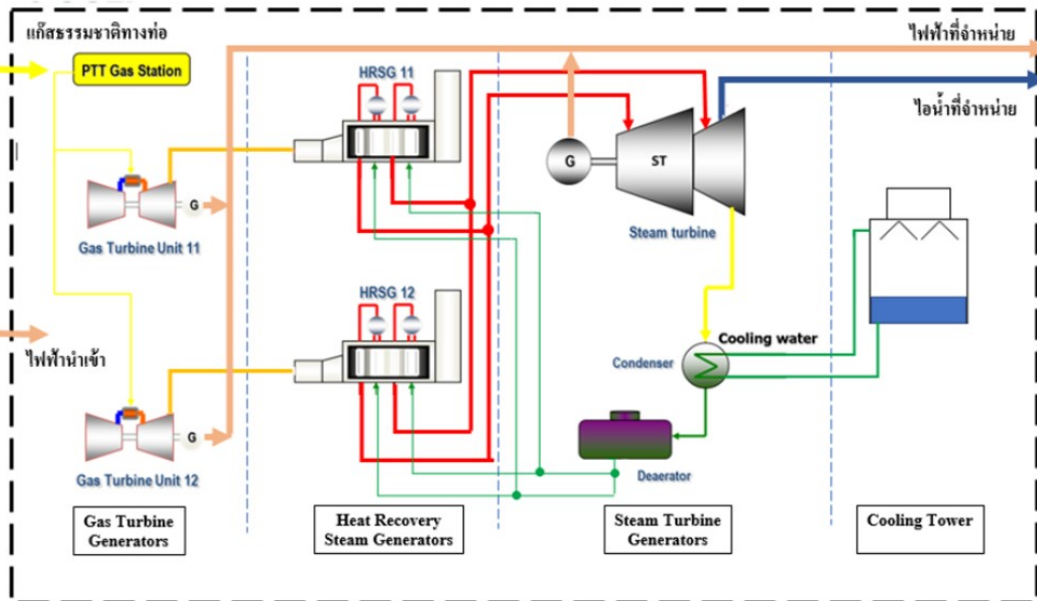 แก๊สธรรมชาติทางท่อ
ไฟฟ้าที่จำหน่าย
PTT Gas Station
HRSG 11
ไอน้ำที่จำหน่าย
G
ST
G
Gas Turbine Unit 11
Steam turbine
HRSG 12
Cooling water
ไฟฟ้านำเข้า
Condenser
G
Gas Turbine Unit 12
Deaerator
Gas Turbine
Generators
Heat Recovery
Steam Generators
Steam Turbine
Generators
Cooling Tower